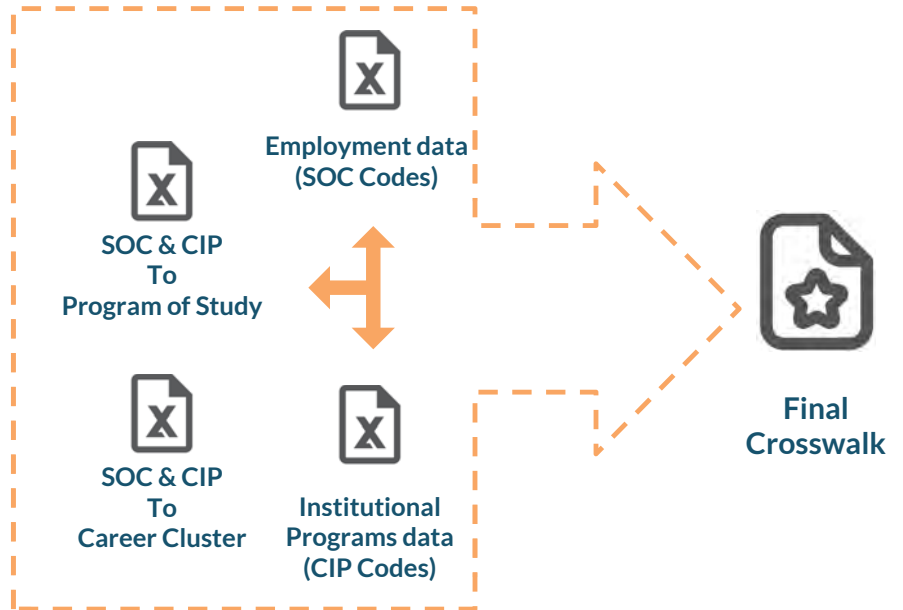 Employment data
(SOC Codes)
SOC & CIP
To
Program of Study
SOC & CIP
To
Career Cluster
Institutional
Programs data
(CIP Codes)
Final
Crosswalk